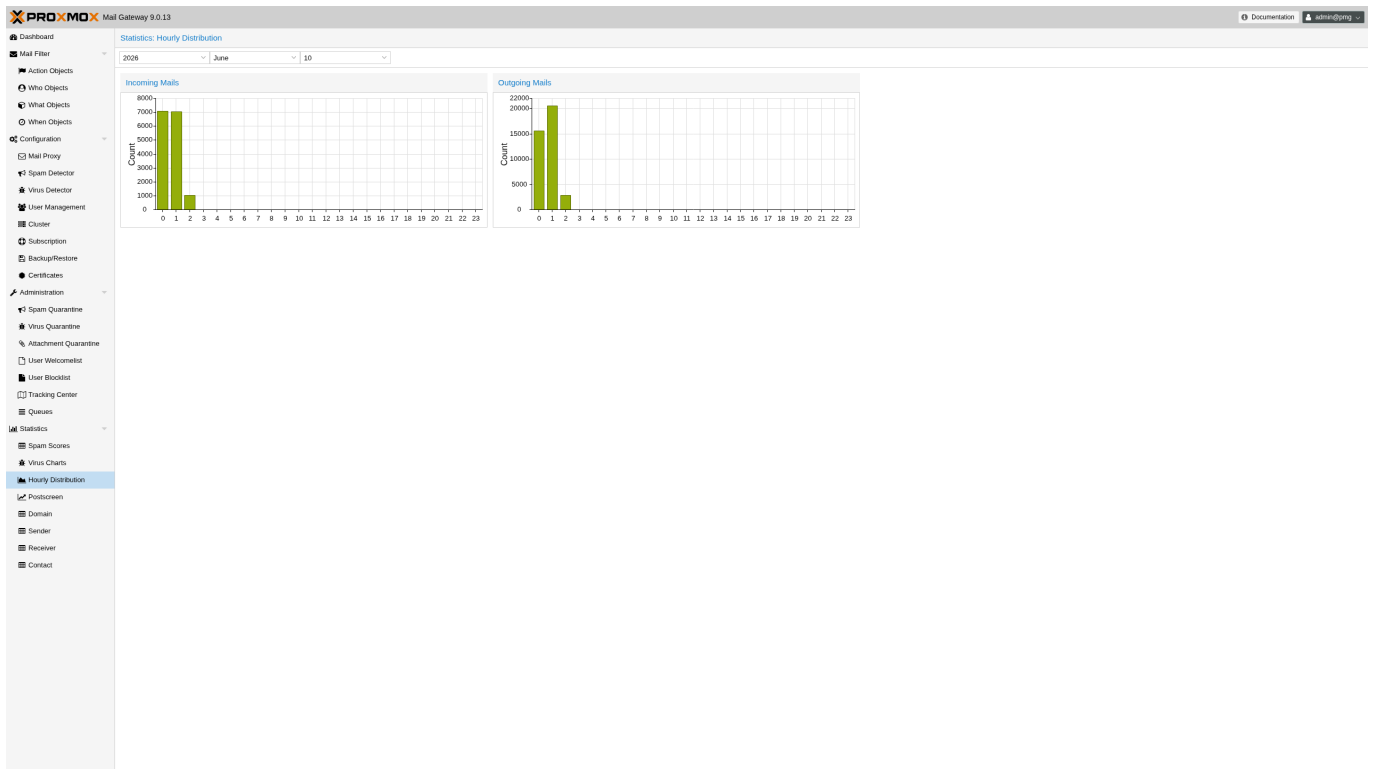 PROXMOX Mail Gateway 9.0.13
Documentation
admin@pmg
Dashboard
Mail Filter
Action Objects
Who Objects
What Objects
When Objects
Configuration
Mail Proxy
Spam Detector
Virus Detector
User Management
Cluster
Subscription
Backup/Restore
Certificates
Administration
Spam Quarantine
Virus Quarantine
Attachment Quarantine
User Welcomelist
User Blocklist
Tracking Center
Queues
Statistics
Spam Scores
Virus Charts
Hourly Distribution
Postscreen
Domain
Sender
Receiver
Contact
Statistics: Hourly Distribution
2026 June 10
Incoming Mails
8000
7000
6000
5000
4000
3000
2000
1000
0
Count
0 1 2 3 4 5 6 7 8 9 10 11 12 13 14 15 16 17 18 19 20 21 22 23
Outgoing Mails
22000
20000
15000
10000
5000
0
Count
0 1 2 3 4 5 6 7 8 9 10 11 12 13 14 15 16 17 18 19 20 21 22 23